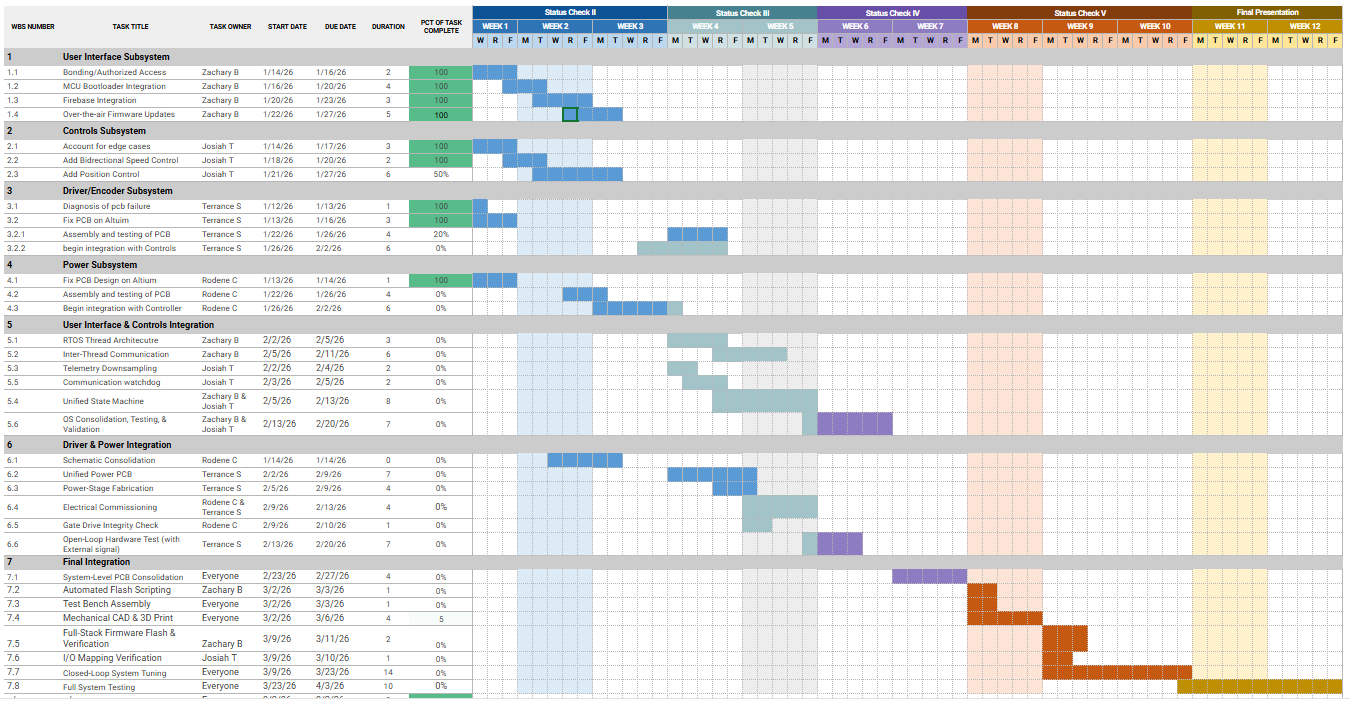 Status Check II Status Check III Status Check IV Status Check V Final Presentation
WBS NUMBER TASK TITLE TASK OWNER START DATE DUE DATE DURATION PCT OF TASK COMPLETE WEEK 1 WEEK 2 WEEK 3 WEEK 4 WEEK 5 WEEK 6 WEEK 7 WEEK 8 WEEK 9 WEEK 10 WEEK 11 WEEK 12
W R F M T W R F M T W R F M T W R F M T W R F M T W R F M T W R F M T W R F M T W R F M T W R F M T W R F M T W R F
1 User Interface Subsystem
1.1 Bonding/Authorized Access Zachary B 1/14/26 1/16/26 2 100
1.2 MCU Bootloader Integration Zachary B 1/16/26 1/20/26 4 100
1.3 Firebase Integration Zachary B 1/20/26 1/23/26 3 100
1.4 Over-the-air Firmware Updates Zachary B 1/22/26 1/27/26 5 100
2 Controls Subsystem
2.1 Account for edge cases Josiah T 1/14/26 1/17/26 3 100
2.2 Add Bidrectional Speed Control Josiah T 1/18/26 1/20/26 2 100
2.3 Add Position Control Josiah T 1/21/26 1/27/26 6 50%
3 Driver/Encoder Subsystem
3.1 Diagnosis of pcb failure Terrance S 1/12/26 1/13/26 1 100
3.2 Fix PCB on Altuim Terrance S 1/13/26 1/16/26 3 100
3.2.1 Assembly and testing of PCB Terrance S 1/22/26 1/26/26 4 20%
3.2.2 begin integration with Controls Terrance S 1/26/26 2/2/26 6 0%
4 Power Subsystem
4.1 Fix PCB Design on Altium Rodene C 1/13/26 1/14/26 1 100
4.2 Assembly and testing of PCB Rodene C 1/22/26 1/26/26 4 0%
4.3 Begin integration with Controller Rodene C 1/26/26 2/2/26 6 0%
5 User Interface & Controls Integration
5.1 RTOS Thread Architecutre Zachary B 2/2/26 2/5/26 3 0%
5.2 Inter-Thread Communication Zachary B 2/5/26 2/11/26 6 0%
5.3 Telemetry Downsampling Josiah T 2/2/26 2/4/26 2 0%
5.5 Communication watchdog Josiah T 2/3/26 2/5/26 2 0%
5.4 Unified State Machine Zachary B & Josiah T 2/5/26 2/13/26 8 0%
5.6 OS Consolidation, Testing, & Validation Zachary B & Josiah T 2/13/26 2/20/26 7 0%
6 Driver & Power Integration
6.1 Schematic Consolidation Rodene C 1/14/26 1/14/26 0 0%
6.2 Unified Power PCB Terrance S 2/2/26 2/9/26 7 0%
6.3 Power-Stage Fabrication Terrance S 2/5/26 2/9/26 4 0%
6.4 Electrical Commissioning Rodene C & Terrance S 2/9/26 2/13/26 4 0%
6.5 Gate Drive Integrity Check Rodene C 2/9/26 2/10/26 1 0%
6.6 Open-Loop Hardware Test (with External signal) Terrance S 2/13/26 2/20/26 7 0%
7 Final Integration
7.1 System-Level PCB Consolidation Everyone 2/23/26 2/27/26 4 0%
7.2 Automated Flash Scripting Zachary B 3/2/26 3/3/26 1 0%
7.3 Test Bench Assembly Everyone 3/2/26 3/3/26 1 0%
7.4 Mechanical CAD & 3D Print Everyone 3/2/26 3/6/26 4 5
7.5 Full-Stack Firmware Flash & Verification Zachary B 3/9/26 3/11/26 2 0%
7.6 I/O Mapping Verification Josiah T 3/9/26 3/10/26 1 0%
7.7 Closed-Loop System Tuning Everyone 3/9/26 3/23/26 14 0%
7.8 Full System Testing Everyone 3/23/26 4/3/26 10 0%